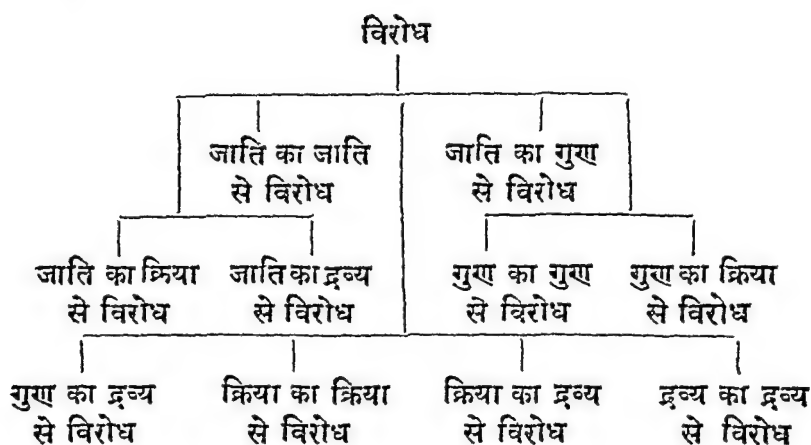 विरोध
जाति का जाति
से विरोध
जाति का गुण
से विरोध
जाति का क्रिया
से विरोध
जाति का द्रव्य
से विरोध
गुण का गुण
से विरोध
गुण का क्रिया
से विरोध
गुण का द्रव्य
से विरोध
क्रिया का क्रिया
से विरोध
क्रिया का द्रव्य
से विरोध
द्रव्य का द्रव्य
से विरोध